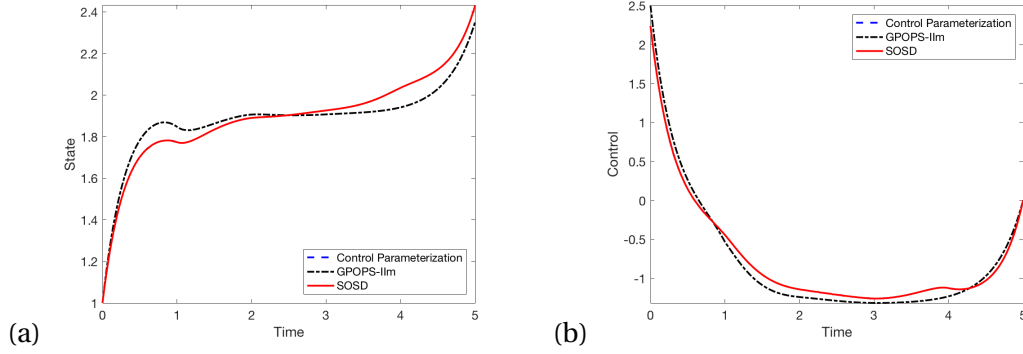 2.4
2.2
2
1.8
1.6
1.4
1.2
1
0 1 2 3 4 5
State
Time
Control Parameterization
GPOPS-IIm
SOSD
(a)
2.5
2
1.5
1
0.5
0
-0.5
-1
0 1 2 3 4 5
Control
Time
Control Parameterization
GPOPS-IIm
SOSD
(b)